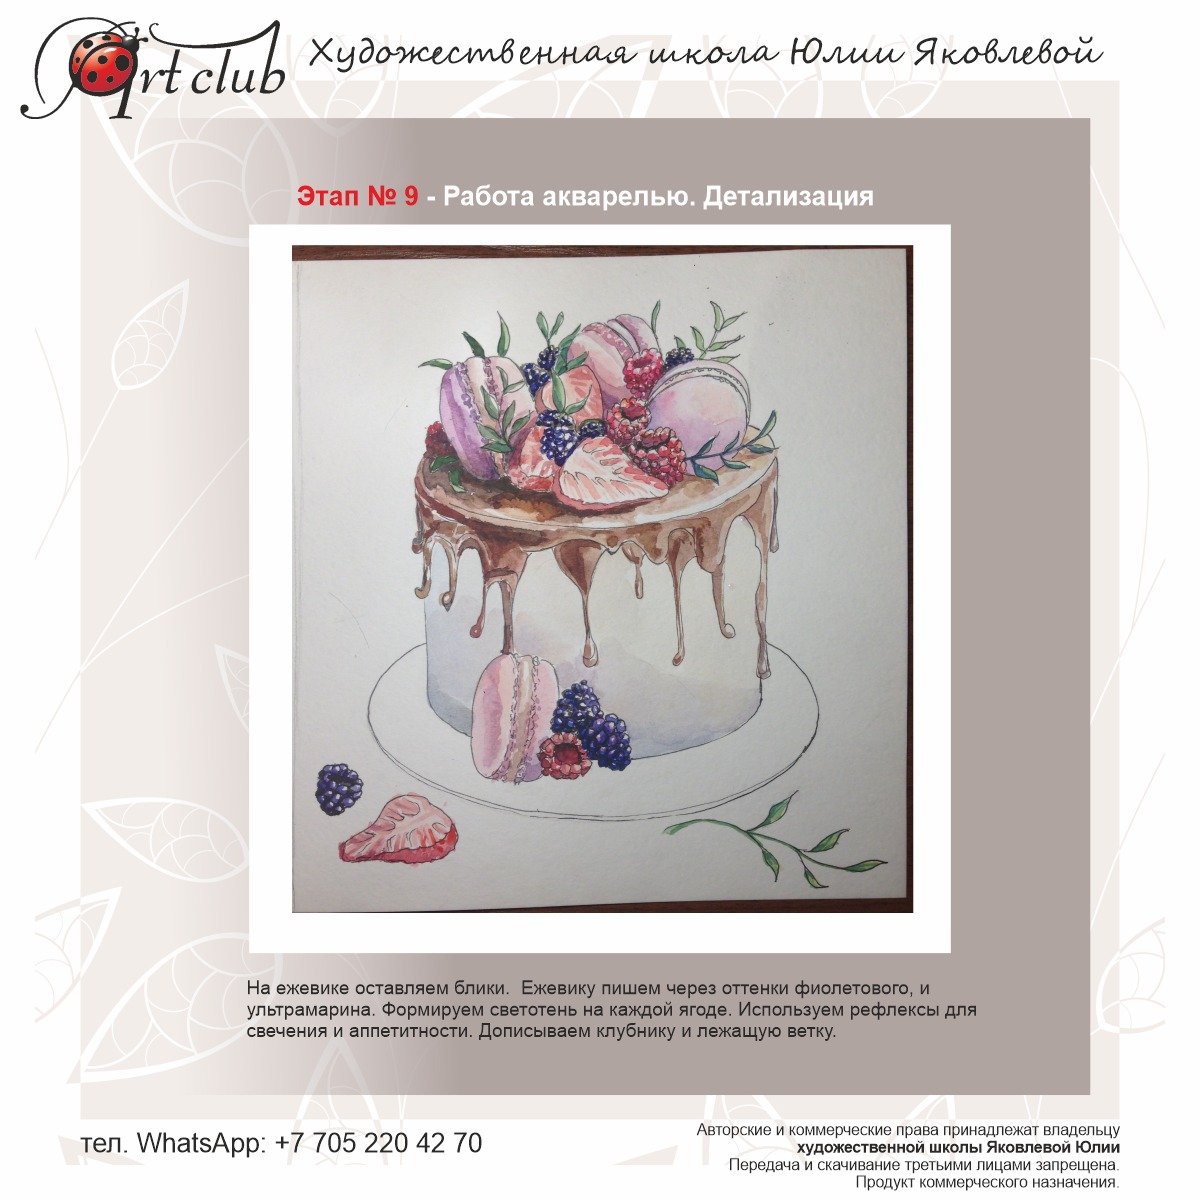 Art club
Художественная школа Юлии Яковлевой
Этап № 9 - Работа акварелью. Детализация
На ежевике оставляем блики.  Ежевику пишем через оттенки фиолетового, и
ультрамарина. Формируем светотень на каждой ягоде. Используем рефлексы для
свечения и аппетитности. Дописываем клубнику и лежащую ветку.
тел. WhatsApp: +7 705 220 42 70
Авторские и коммерческие права принадлежат владельцу
художественной школы Яковлевой Юлии
Передача и скачивание третьими лицами запрещена.
Продукт коммерческого назначения.